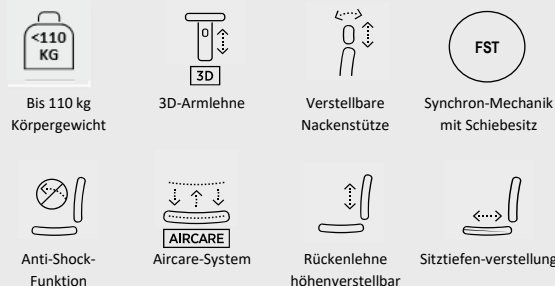 <110
KG
3D
FST
Bis 110 kg
Körpergewicht
3D-Armlehne
Verstellbare
Nackenstütze
Synchron-Mechanik
mit Schiebesitz
AIRCARE
Anti-Shock-
Funktion
Aircare-System
Rückenlehne
höhenverstellbar
Sitztiefen-verstellung